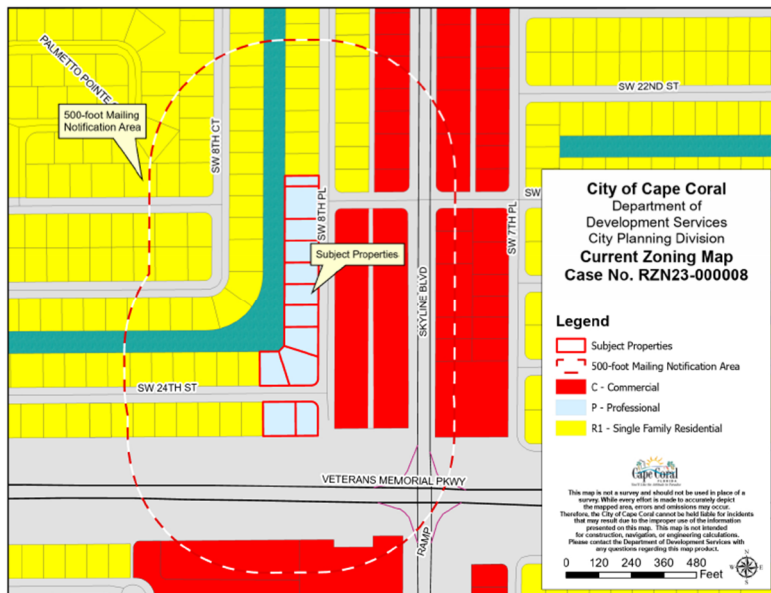 PALMETTO POINTE
500-foot Mailing
Notification Area
SW 8TH CT
SW 22ND ST
SW
SW 8TH PL
SW 7TH PL
Subject Properties
SKYLINE BLVD
SW 24TH ST
VETERANS MEMORIAL PKWY
RAMP
City of Cape Coral
Department of
Development Services
City Planning Division
Current Zoning Map
Case No. RZN23-000008
Legend
Subject Properties
500-foot Mailing Notification Area
C - Commercial
P - Professional
R1 - Single Family Residential
Cape Coral
FLORIDA
This map is not a survey and should not be used in place of a
survey. While every effort is made to accurately depict
the mapped area, errors and omissions may occur.
Therefore, the City of Cape Coral cannot be held liable for incidents
that may result due to the improper use of the information
presented on this map. This map is not intended
for construction, navigation, or engineering calculations.
Please contact the Department of Development Services with
any questions regarding this map product.
0 120 240 360 480
Feet
N
W E
S